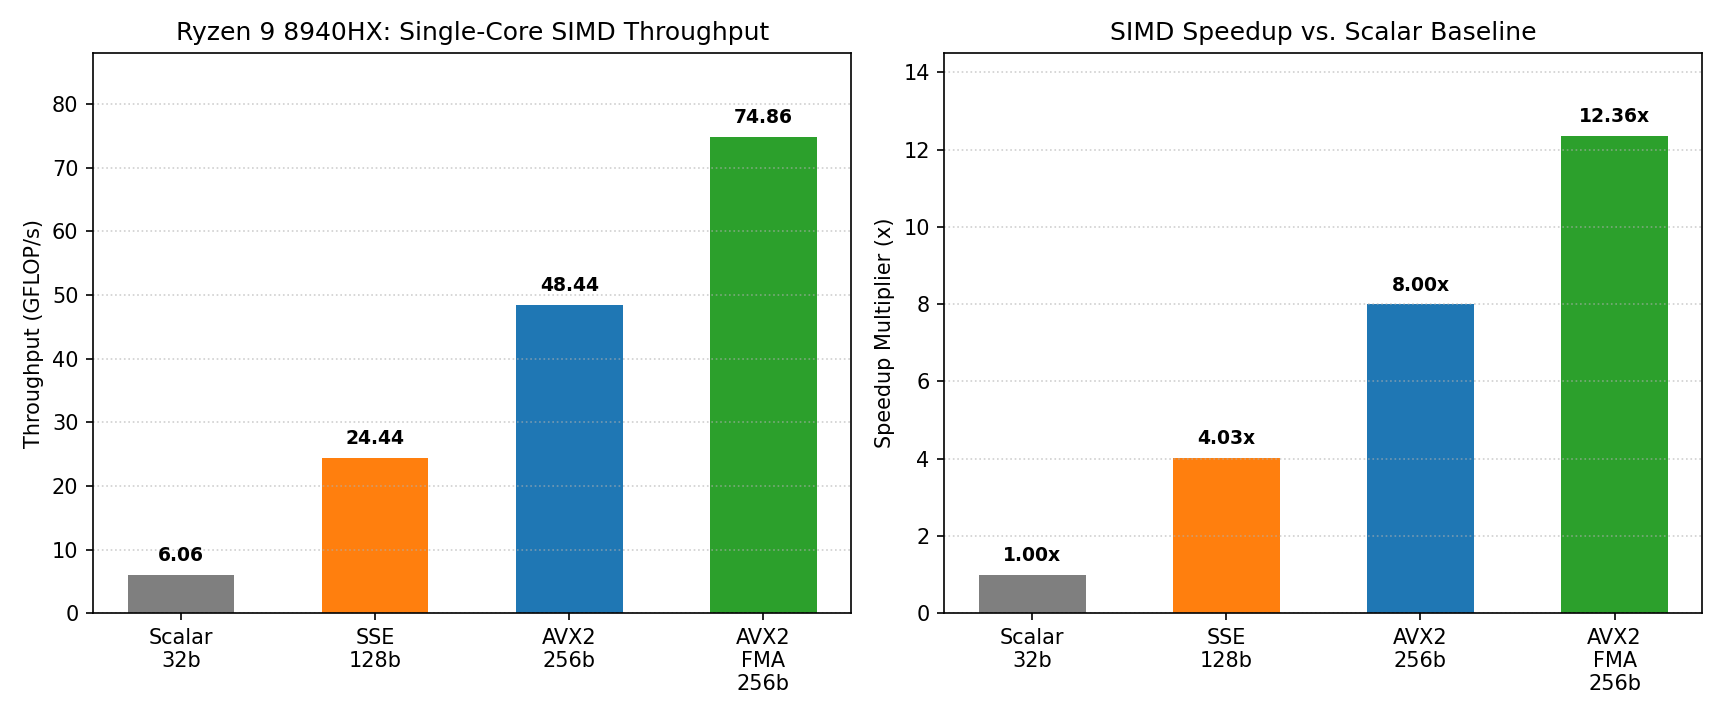 Ryzen 9 8940HX: Single-Core SIMD Throughput
Throughput (GFLOP/s)
80
70
60
50
40
30
20
10
0
6.06
24.44
48.44
74.86
Scalar
32b
SSE
128b
AVX2
256b
AVX2
FMA
256b
SIMD Speedup vs. Scalar Baseline
Speedup Multiplier (x)
14
12
10
8
6
4
2
0
1.00x
4.03x
8.00x
12.36x
Scalar
32b
SSE
128b
AVX2
256b
AVX2
FMA
256b